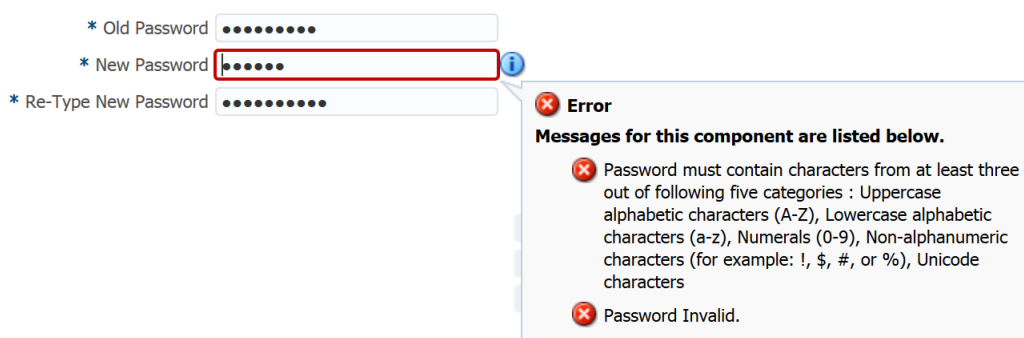 * Old Password ●●●●●●●●●
* New Password ●●●●●●
* Re-Type New Password ●●●●●●●●●●
Error
Messages for this component are listed below.
Password must contain characters from at least three
out of following five categories : Uppercase
alphabetic characters (A-Z), Lowercase alphabetic
characters (a-z), Numerals (0-9), Non-alphanumeric
characters (for example: !, $, #, or %), Unicode
characters
Password Invalid.